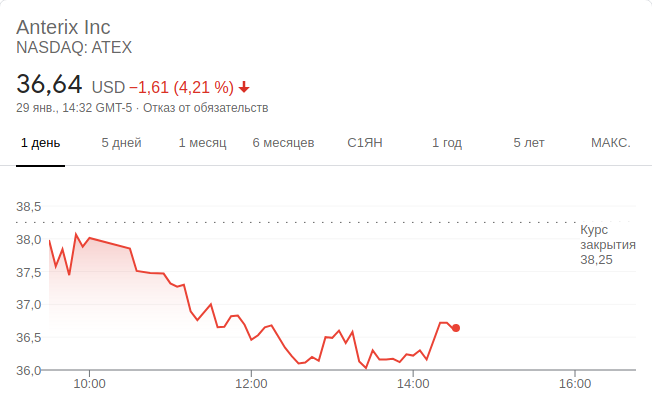 Anterix Inc
NASDAQ: ATEX
36,64 USD −1,61 (4,21 %)
29 янв., 14:32 GMT-5 · Отказ от обязательств
1 день 5 дней 1 месяц 6 месяцев С1ЯН 1 год 5 лет МАКС.
38,5
38,0
37,5
37,0
36,5
36,0
Курс
закрытия
38,25
10:00 12:00 14:00 16:00